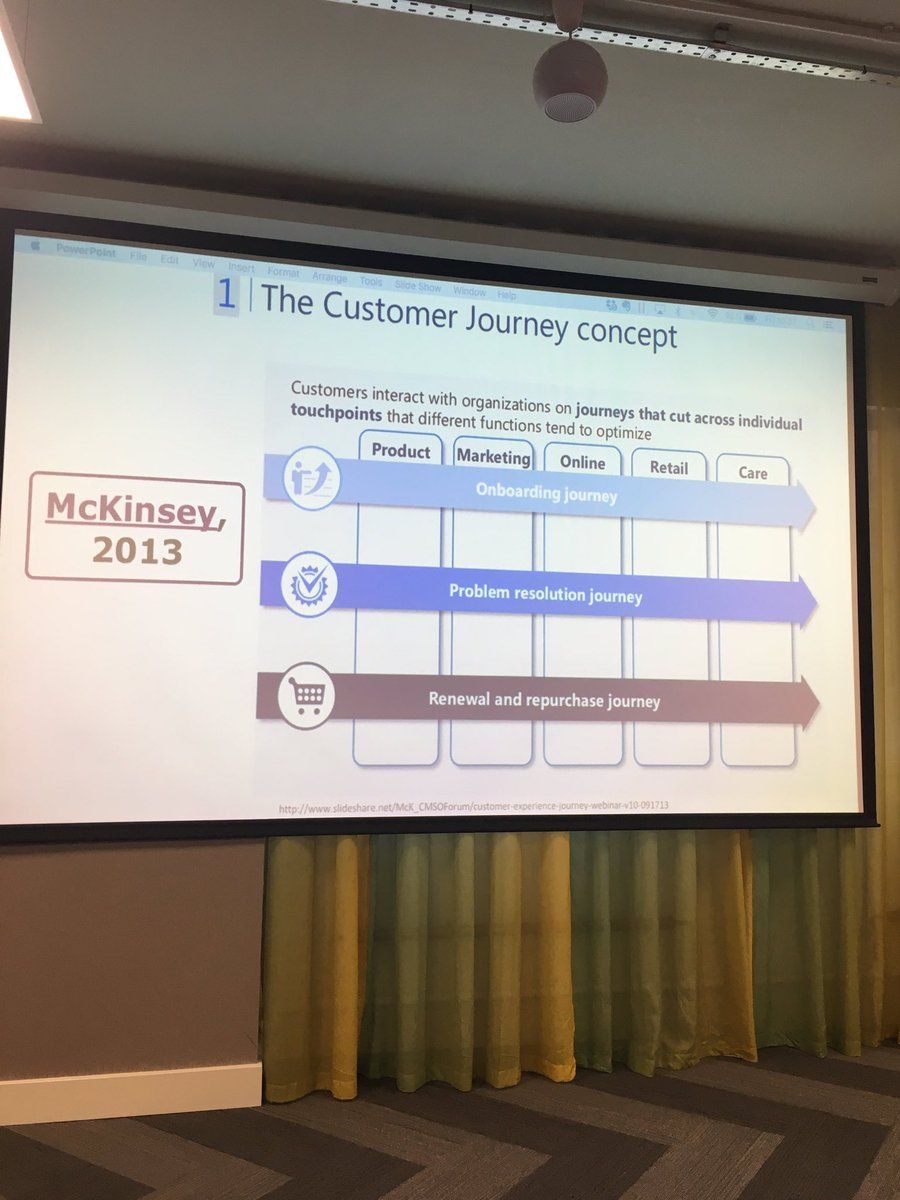 PowerPoint File Edit View Insert Format Arrange Tools Slide Show Window Help
1 | The Customer Journey concept
Customers interact with organizations on journeys that cut across individual
touchpoints that different functions tend to optimize
McKinsey,
2013
Product Marketing Online Retail Care
Onboarding journey
Problem resolution journey
Renewal and repurchase journey
http://www.slideshare.net/McK_CMSOForum/customer-experience-journey-webinar-v10-091713